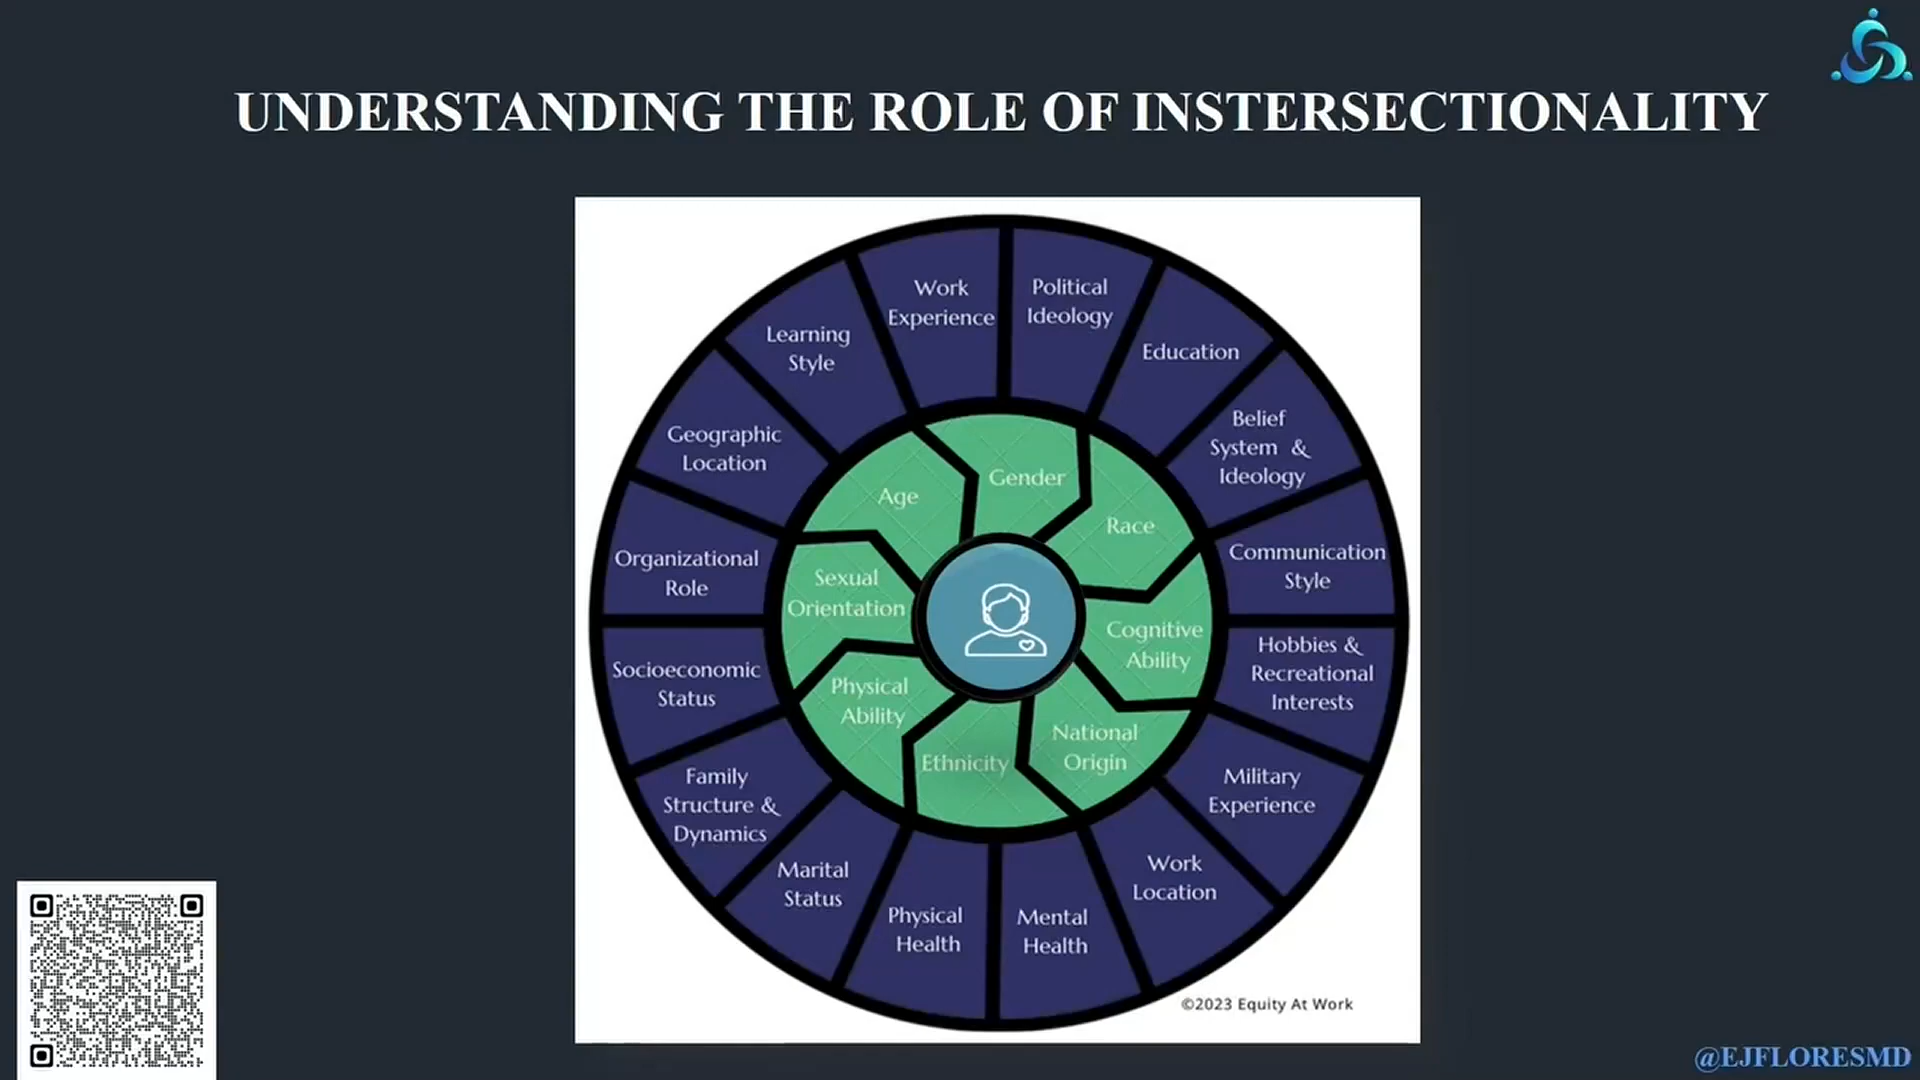 UNDERSTANDING THE ROLE OF INSTERSECTIONALITY
Work
Experience
Political
Ideology
Education
Belief
System &
Ideology
Communication
Style
Hobbies &
Recreational
Interests
Military
Experience
Work
Location
Mental
Health
Physical
Health
Marital
Status
Family
Structure &
Dynamics
Socioeconomic
Status
Organizational
Role
Geographic
Location
Learning
Style
Gender
Race
Cognitive
Ability
National
Origin
Ethnicity
Physical
Ability
Sexual
Orientation
Age
©2023 Equity At Work
@EJFLORESMD